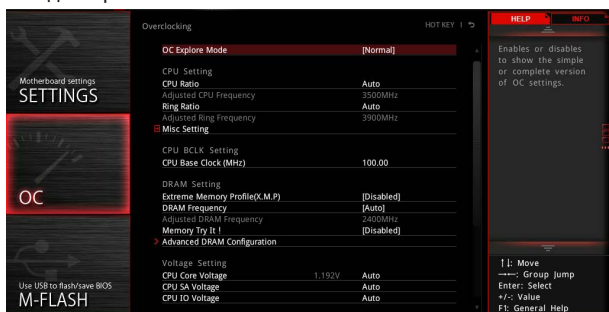 Overclocking
HOT KEY |
HELP
INFO
OC Explore Mode [Normal]
CPU Setting
CPU Ratio Auto
Adjusted CPU Frequency 3500MHz
Ring Ratio Auto
Adjusted Ring Frequency 3900MHz
Misc Setting
CPU BCLK Setting
CPU Base Clock (MHz) 100.00
DRAM Setting
Extreme Memory Profile(X.M.P) [Disabled]
DRAM Frequency [Auto]
Adjusted DRAM Frequency 2400MHz
Memory Try It ! [Disabled]
Advanced DRAM Configuration
Voltage Setting
CPU Core Voltage 1.192V Auto
CPU SA Voltage Auto
CPU IO Voltage Auto
Motherboard settings
SETTINGS
OC
Use USB to flash/save BIOS
M-FLASH
Enables or disables
to show the simple
or complete version
of OC settings.
↑↓: Move
→←: Group Jump
Enter: Select
+/-: Value
F1: General Help